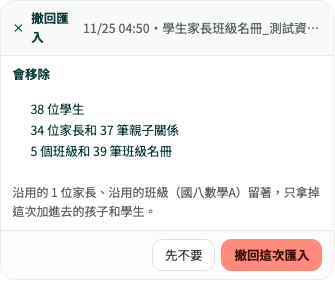 ✕ 撤回匯入 11/25 04:50・學生家長班級名冊_測試資…
會移除
38 位學生
34 位家長和 37 筆親子關係
5 個班級和 39 筆班級名冊
沿用的 1 位家長、沿用的班級（國八數學A）留著，只拿掉
這次加進去的孩子和學生。
先不要 撤回這次匯入